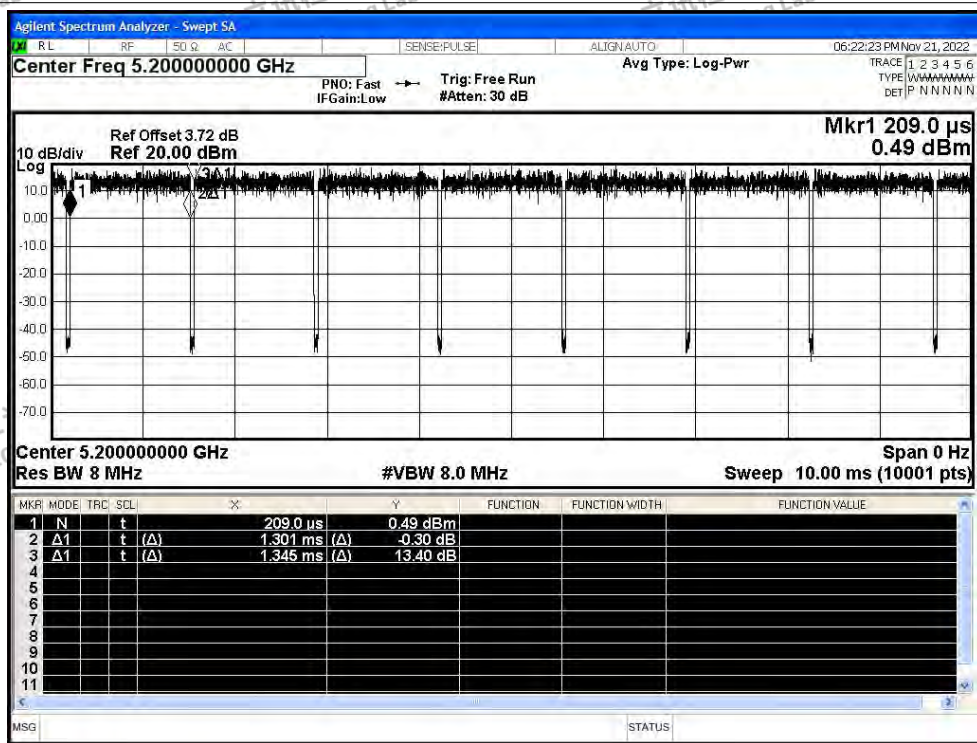 Agilent Spectrum Analyzer - Swept SA
RL RF 50 Ω AC SENSE:PULSE ALIGN AUTO 06:22:23 PM Nov 21, 2022
Center Freq 5.200000000 GHz
PNO: Fast
IFGain:Low
Trig: Free Run
#Atten: 30 dB
Avg Type: Log-Pwr
TRACE 1 2 3 4 5 6
TYPE
DET P N N N N N
Mkr1 209.0 µs
0.49 dBm
Ref Offset 3.72 dB
10 dB/div Ref 20.00 dBm
Log
3Δ1
10.0
1
2Δ1
0.00
-10.0
-20.0
-30.0
-40.0
-50.0
-60.0
-70.0
Center 5.200000000 GHz Span 0 Hz
Res BW 8 MHz #VBW 8.0 MHz Sweep 10.00 ms (10001 pts)
MKR MODE TRC SCL X Y FUNCTION FUNCTION WIDTH FUNCTION VALUE
1 N t 209.0 µs 0.49 dBm
2 Δ1 t (Δ) 1.301 ms (Δ) -0.30 dB
3 Δ1 t (Δ) 1.345 ms (Δ) 13.40 dB
4
5
6
7
8
9
10
11
MSG STATUS